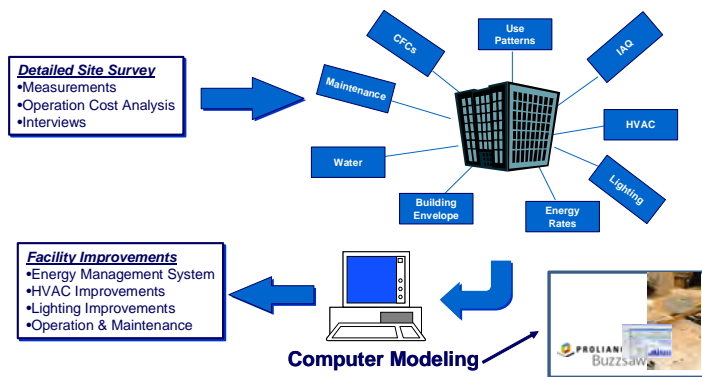 Detailed Site Survey
•Measurements
•Operation Cost Analysis
•Interviews
CFCs
Use
Patterns
IAQ
Maintenance
HVAC
Water
Lighting
Building
Envelope
Energy
Rates
Facility Improvements
•Energy Management System
•HVAC Improvements
•Lighting Improvements
•Operation & Maintenance
Computer Modeling
Buzzsaw